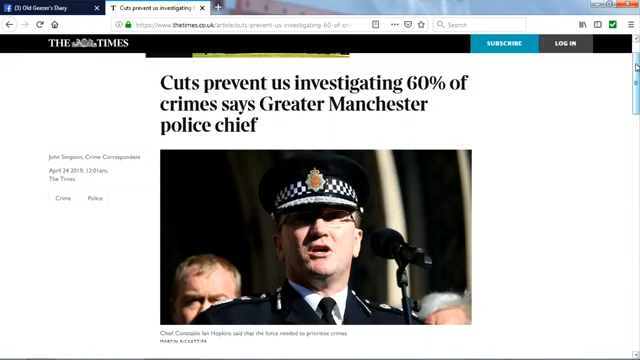 (3) Old Geezer's Diary
Cuts prevent us investigating 6
https://www.thetimes.co.uk/article/cuts-prevent-us-investigating-60-of-cr
Search
THE TIMES
SUBSCRIBE
LOG IN
Cuts prevent us investigating 60% of
crimes says Greater Manchester
police chief
John Simpson, Crime Correspondent
April 24 2019, 12:01am,
The Times
Crime
Police
Chief Constable Ian Hopkins said that the force needed to prioritise crimes
MARTIN RICKETT/PA